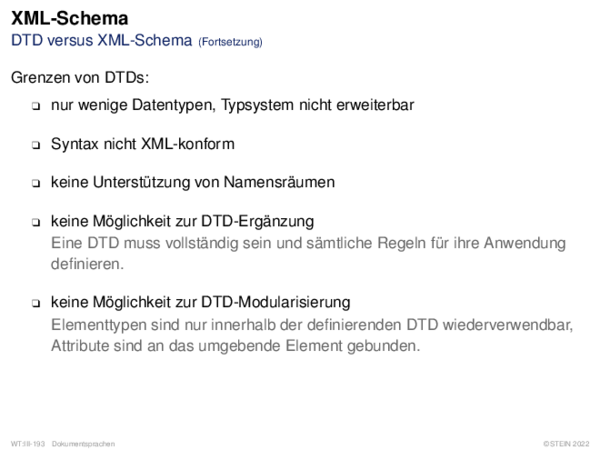 XML-Schema
DTD versus XML-Schema (Fortsetzung)
Grenzen von DTDs:
❑ nur wenige Datentypen, Typsystem nicht erweiterbar
❑ Syntax nicht XML-konform
❑ keine Unterstützung von Namensräumen
❑ keine Möglichkeit zur DTD-Ergänzung
Eine DTD muss vollständig sein und sämtliche Regeln für ihre Anwendung
definieren.
❑ keine Möglichkeit zur DTD-Modularisierung
Elementtypen sind nur innerhalb der definierenden DTD wiederverwendbar,
Attribute sind an das umgebende Element gebunden.
WT:III-193 Dokumentsprachen ©STEIN 2022